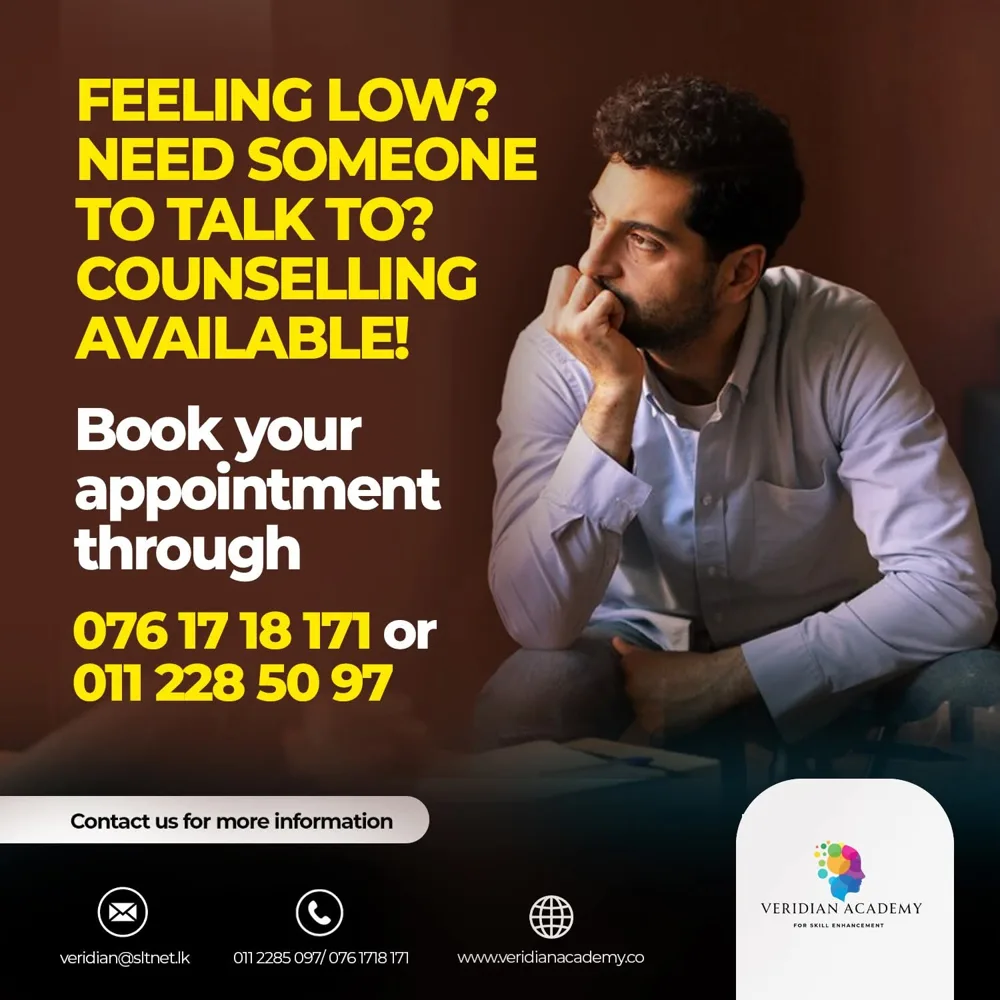 FEELING LOW?
NEED SOMEONE
TO TALK TO?
COUNSELLING
AVAILABLE!
Book your
appointment
through
076 17 18 171 or
011 228 50 97
Contact us for more information
veridian@sltnet.lk
011 2285 097/ 076 1718 171
www.veridianacademy.co
VERIDIAN ACADEMY
FOR SKILL ENHANCEMENT